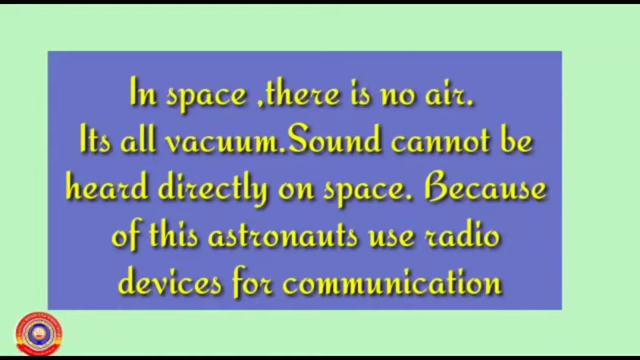 In space ,there is no air.
Its all vacuum.Sound cannot be
heard directly on space. Because
of this astronauts use radio
devices for communication